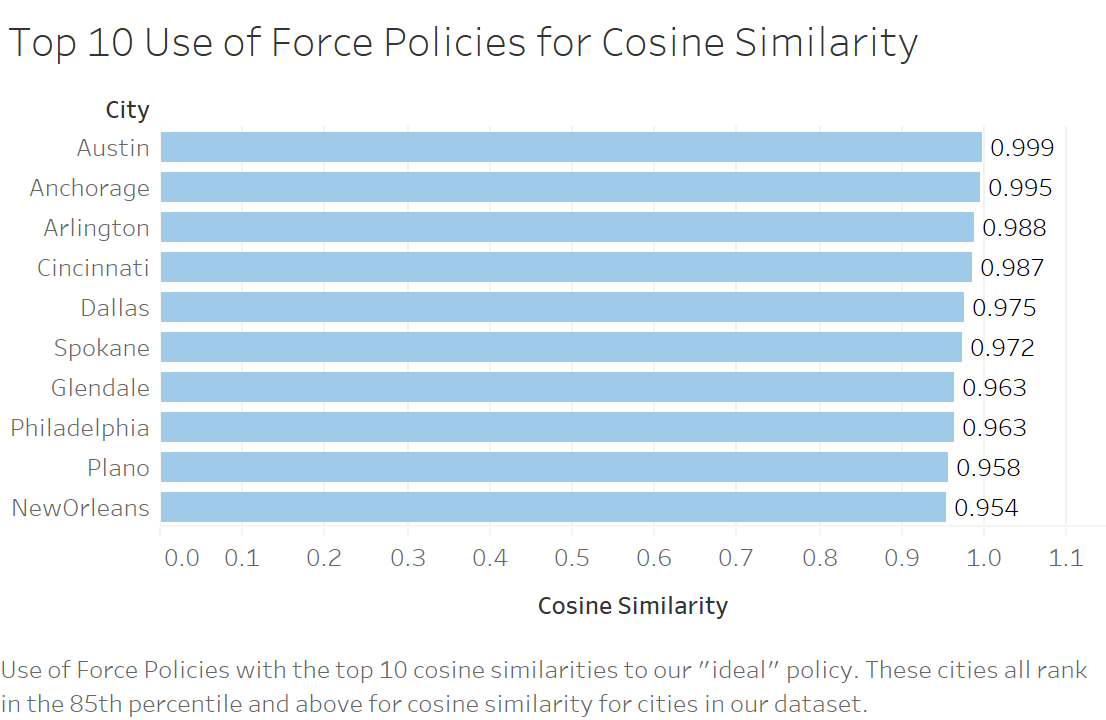 Top 10 Use of Force Policies for Cosine Similarity
City
Austin 0.999
Anchorage 0.995
Arlington 0.988
Cincinnati 0.987
Dallas 0.975
Spokane 0.972
Glendale 0.963
Philadelphia 0.963
Plano 0.958
NewOrleans 0.954
0.0 0.1 0.2 0.3 0.4 0.5 0.6 0.7 0.8 0.9 1.0 1.1
Cosine Similarity
Use of Force Policies with the top 10 cosine similarities to our "ideal" policy. These cities all rank
in the 85th percentile and above for cosine similarity for cities in our dataset.